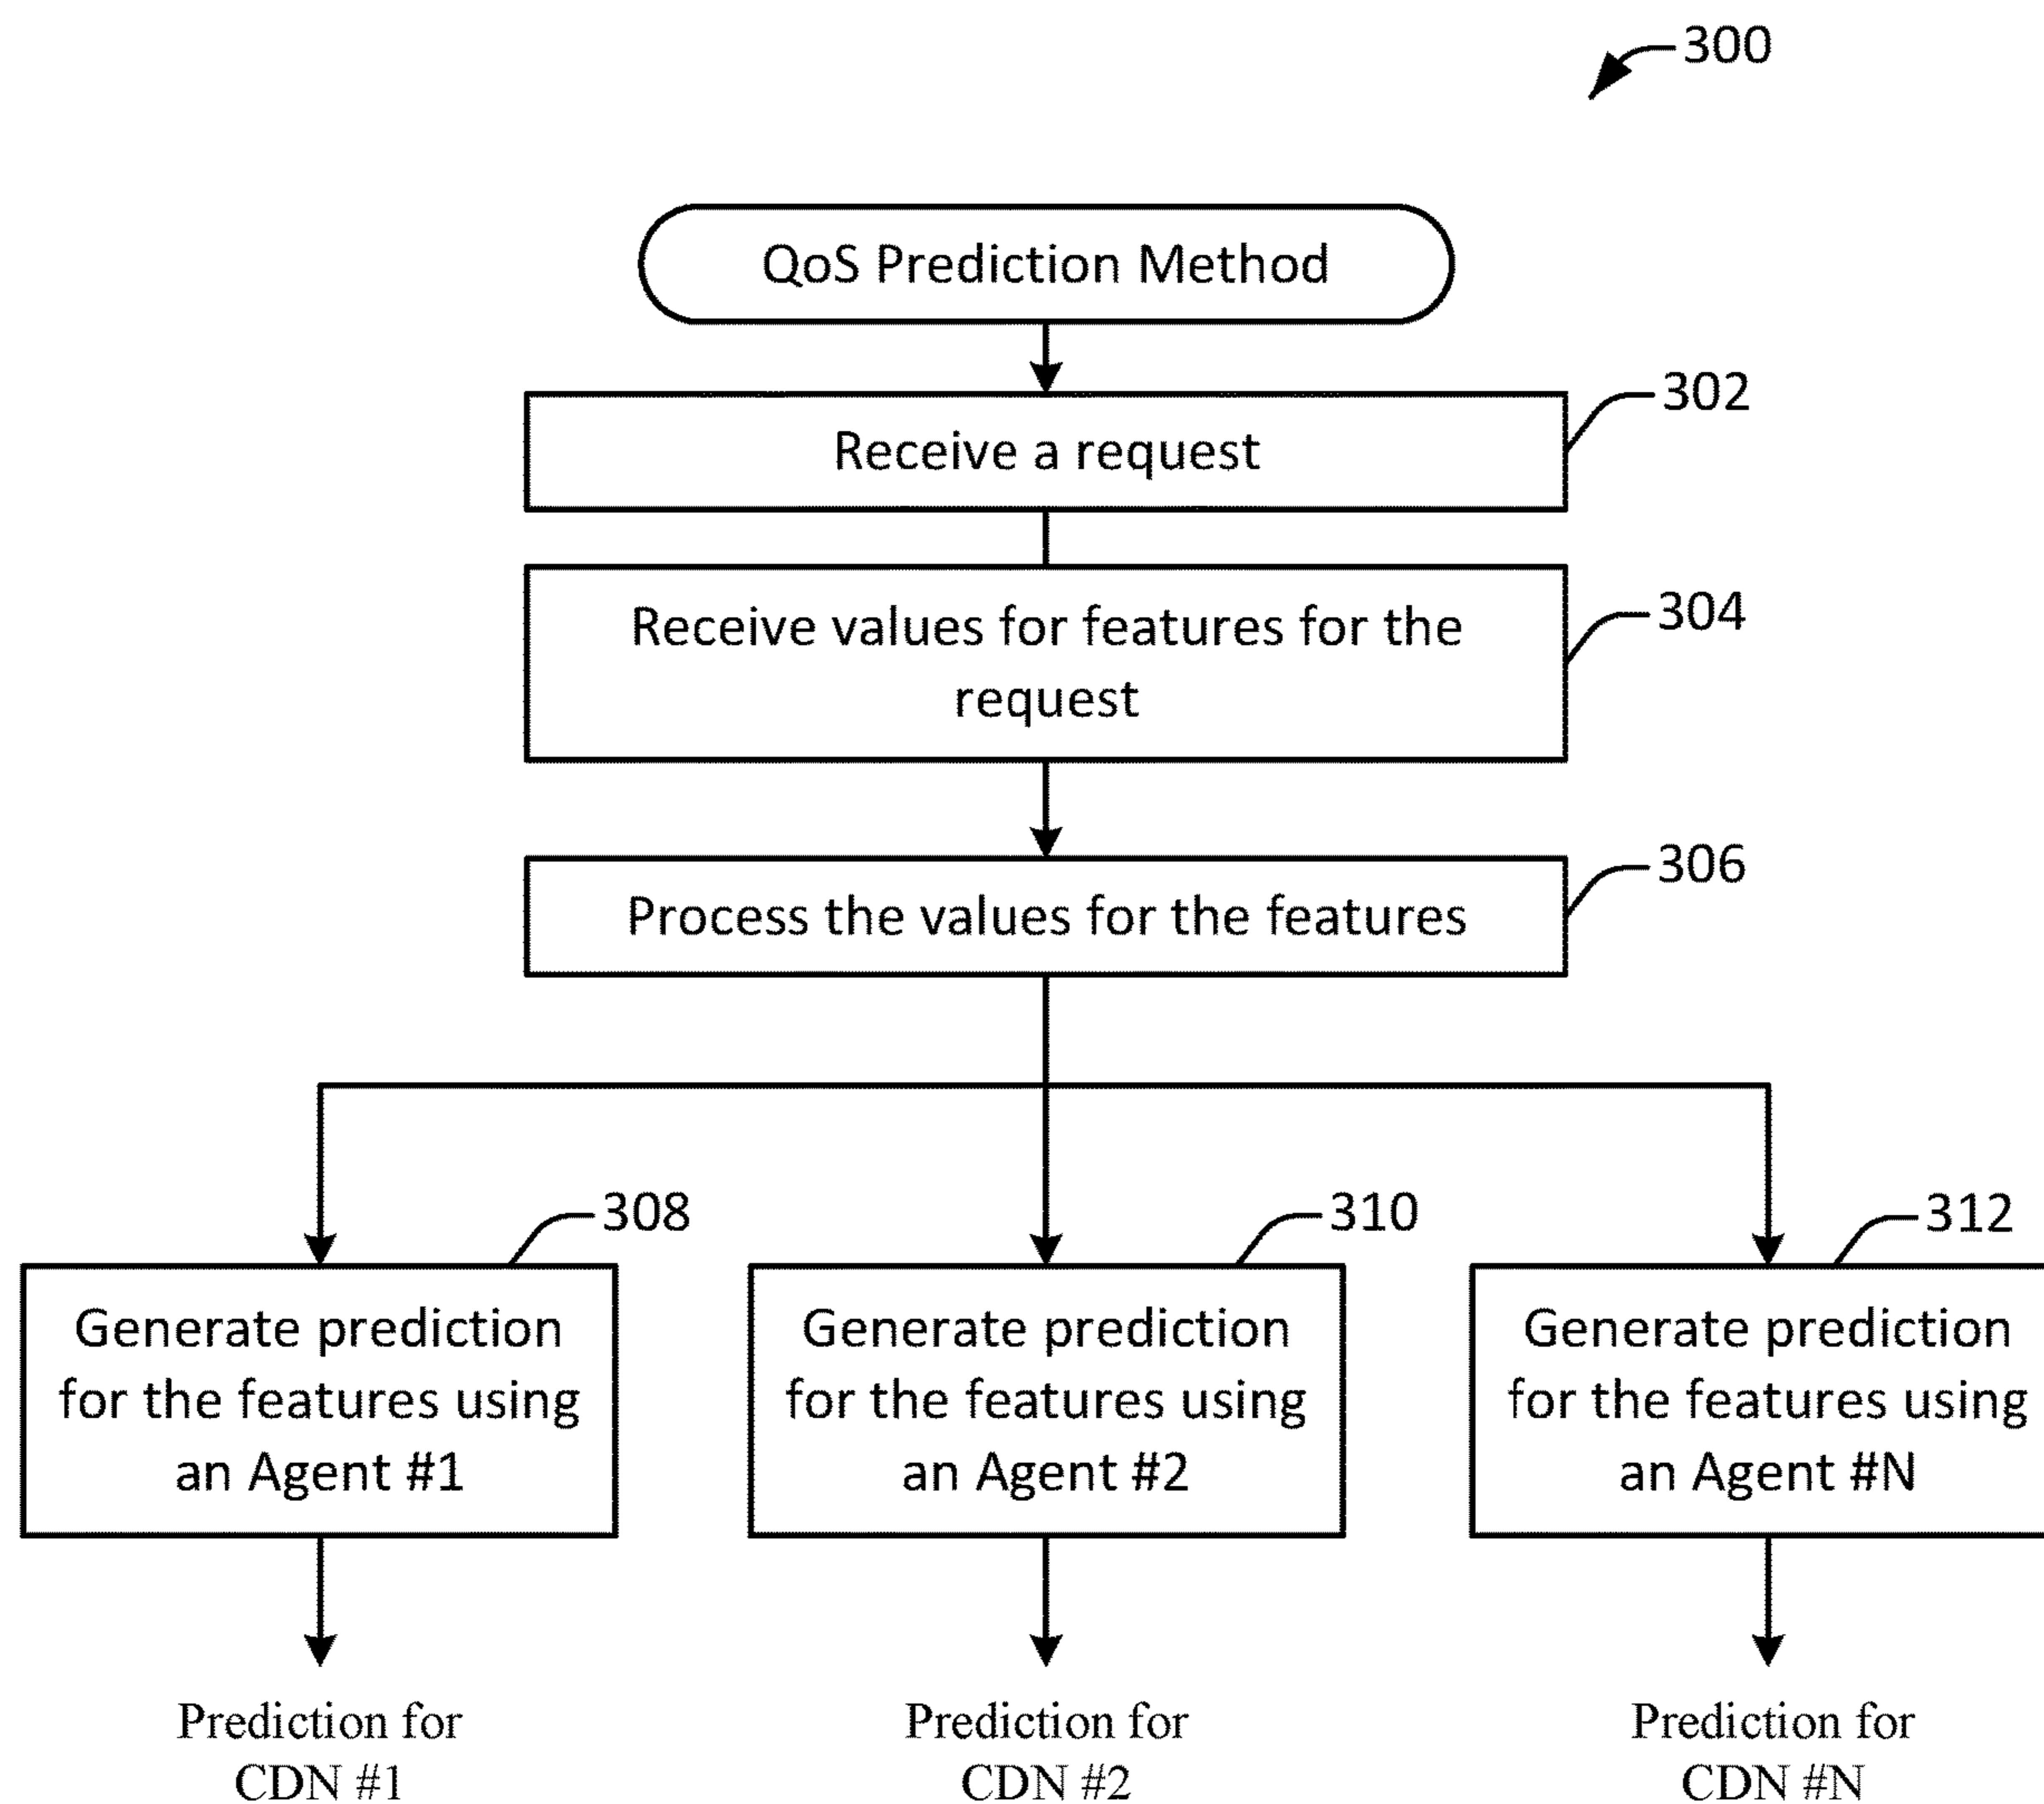 300
QoS Prediction Method
302
Receive a request
304
Receive values for features for the
request
306
Process the values for the features
308
310
312
Generate prediction
for the features using
an Agent #1
Generate prediction
for the features using
an Agent #2
Generate prediction
for the features using
an Agent #N
Prediction for
CDN #1
Prediction for
CDN #2
Prediction for
CDN #N